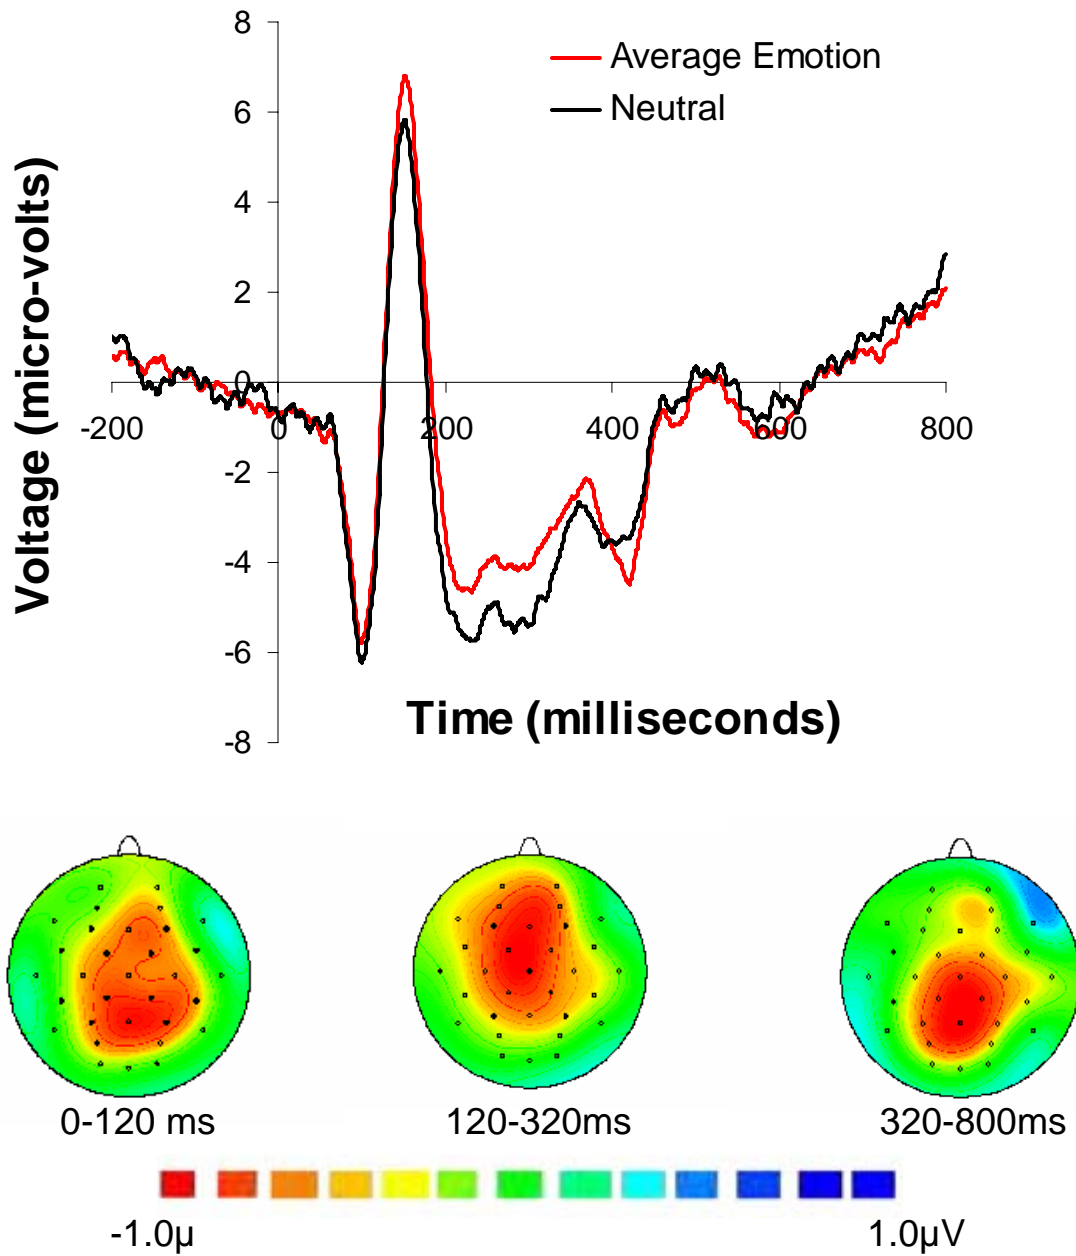 8
Average Emotion
Neutral
6
4
2
0
-200 0 200 400 600 800
-2
-4
-6
-8
Voltage (micro-volts)
Time (milliseconds)
0-120 ms 120-320ms 320-800ms
-1.0µ 1.0µV